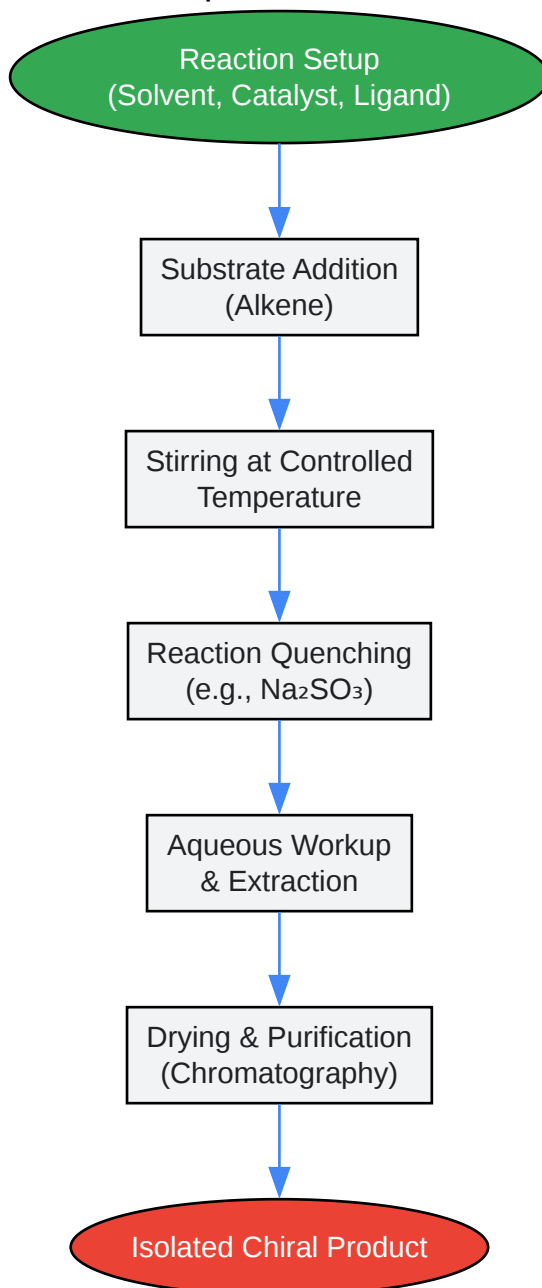 Reaction Setup
(Solvent, Catalyst, Ligand)
Substrate Addition
(Alkene)
Stirring at Controlled
Temperature
Reaction Quenching
(e.g., Na₂SO₃)
Aqueous Workup
& Extraction
Drying & Purification
(Chromatography)
Isolated Chiral Product